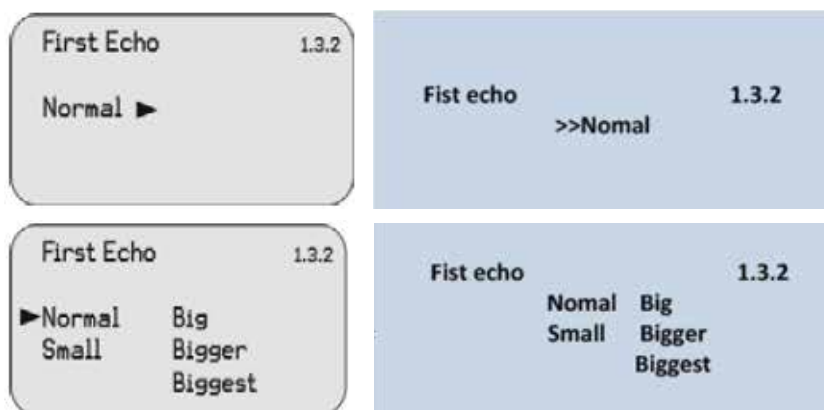 First Echo 1.3.2
Normal ►
Fist echo 1.3.2
>>Nomal
First Echo 1.3.2
►Normal Big
Small Bigger
Biggest
Fist echo 1.3.2
Nomal Big
Small Bigger
Biggest